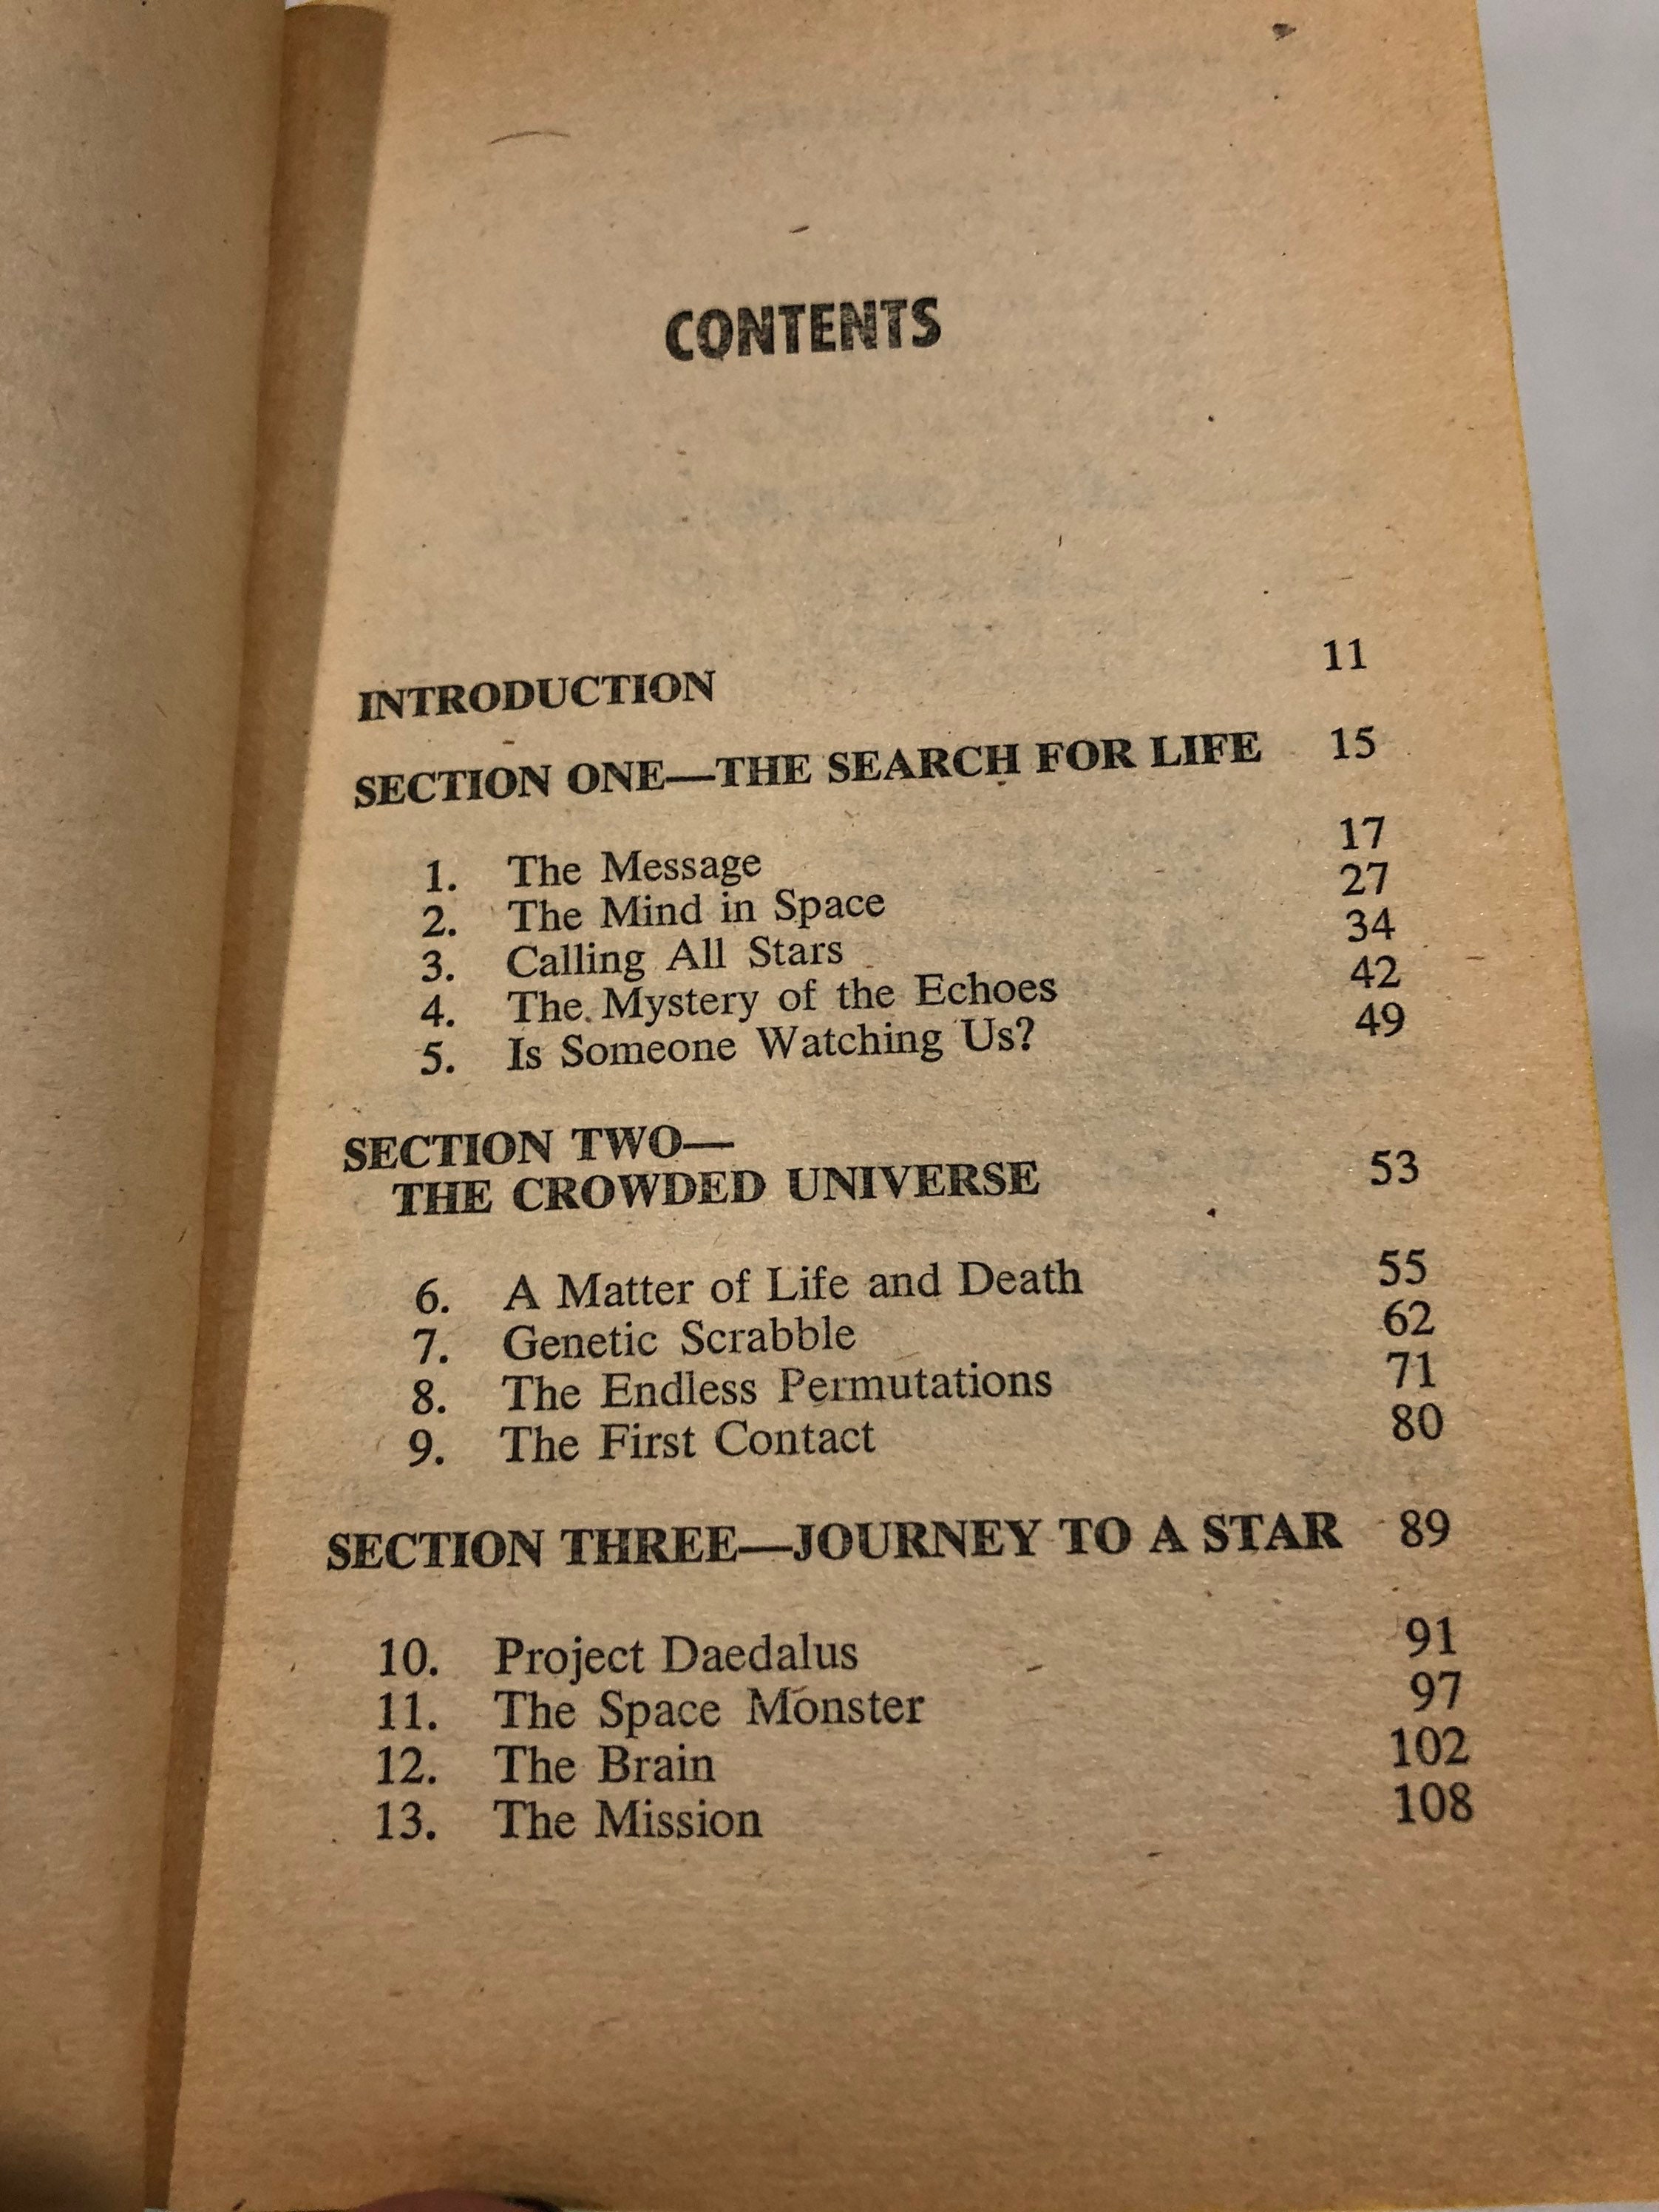 CONTENTS
INTRODUCTION 11
SECTION ONE—THE SEARCH FOR LIFE 15
1. The Message 17
2. The Mind in Space 27
3. Calling All Stars 34
4. The Mystery of the Echoes 42
5. Is Someone Watching Us? 49
SECTION TWO—
THE CROWDED UNIVERSE 53
6. A Matter of Life and Death 55
7. Genetic Scrabble 62
8. The Endless Permutations 71
9. The First Contact 80
SECTION THREE—JOURNEY TO A STAR 89
10. Project Daedalus 91
11. The Space Monster 97
12. The Brain 102
13. The Mission 108